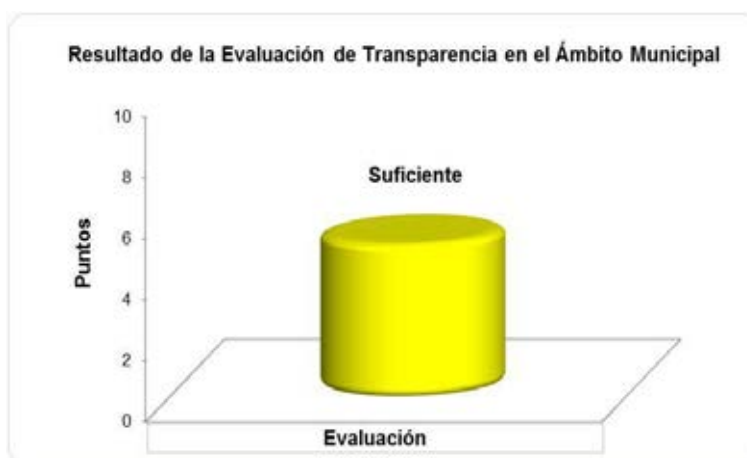 Resultado de la Evaluación de Transparencia en el Ámbito Municipal
10
8
6
4
2
0
Puntos
Suficiente
Evaluación